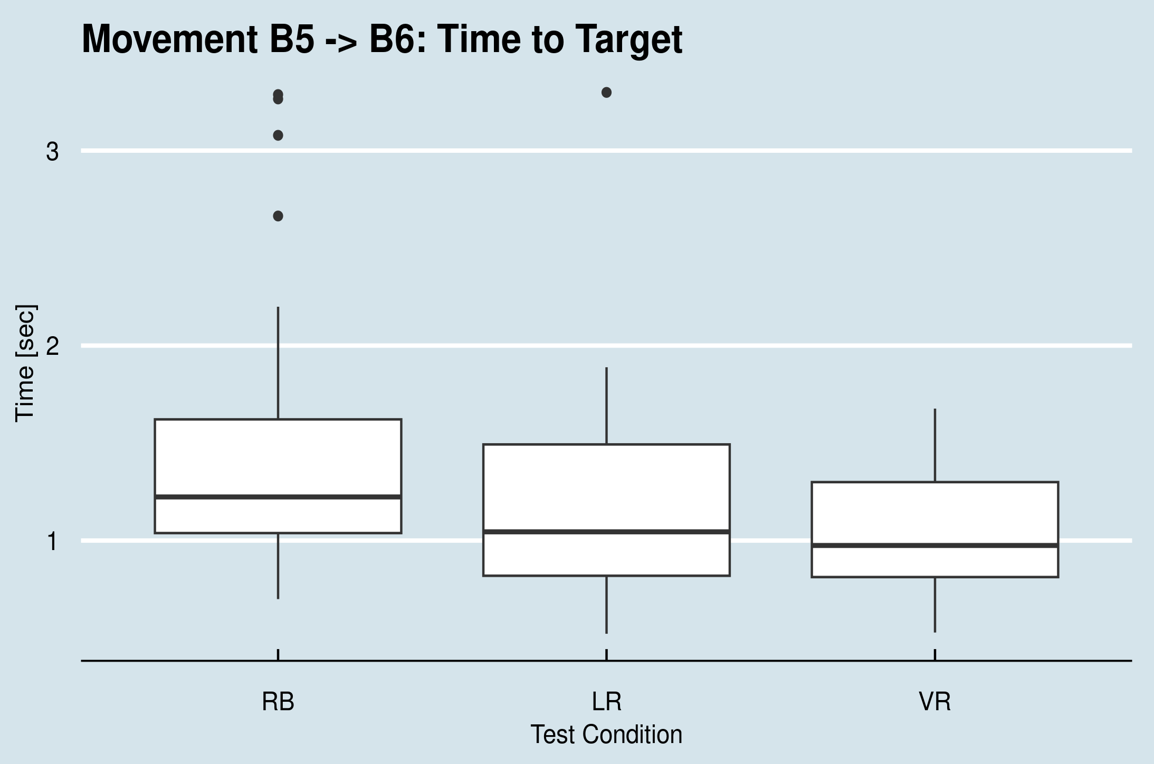 Movement B5 -> B6: Time to Target
3
2
1
Time [sec]
RB LR VR
Test Condition